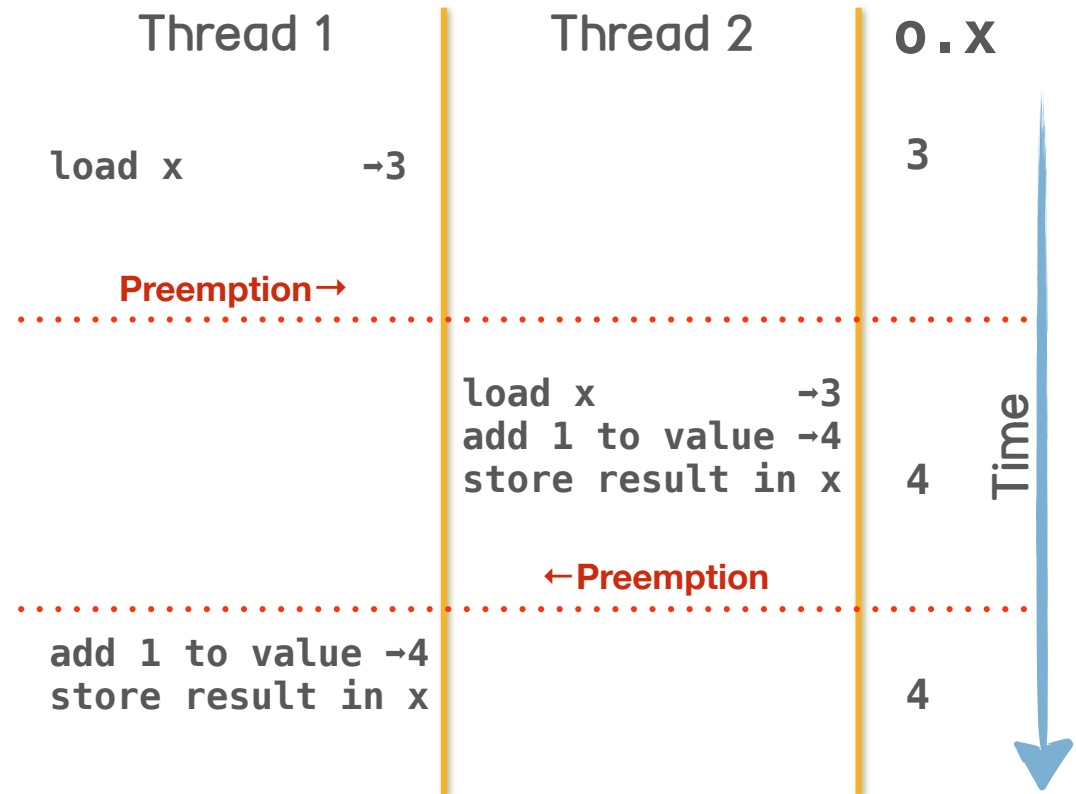 Thread 1
Thread 2
o.x
load x →3
3
Preemption→
load x →3
add 1 to value →4
store result in x
4
Time
←Preemption
add 1 to value →4
store result in x
4